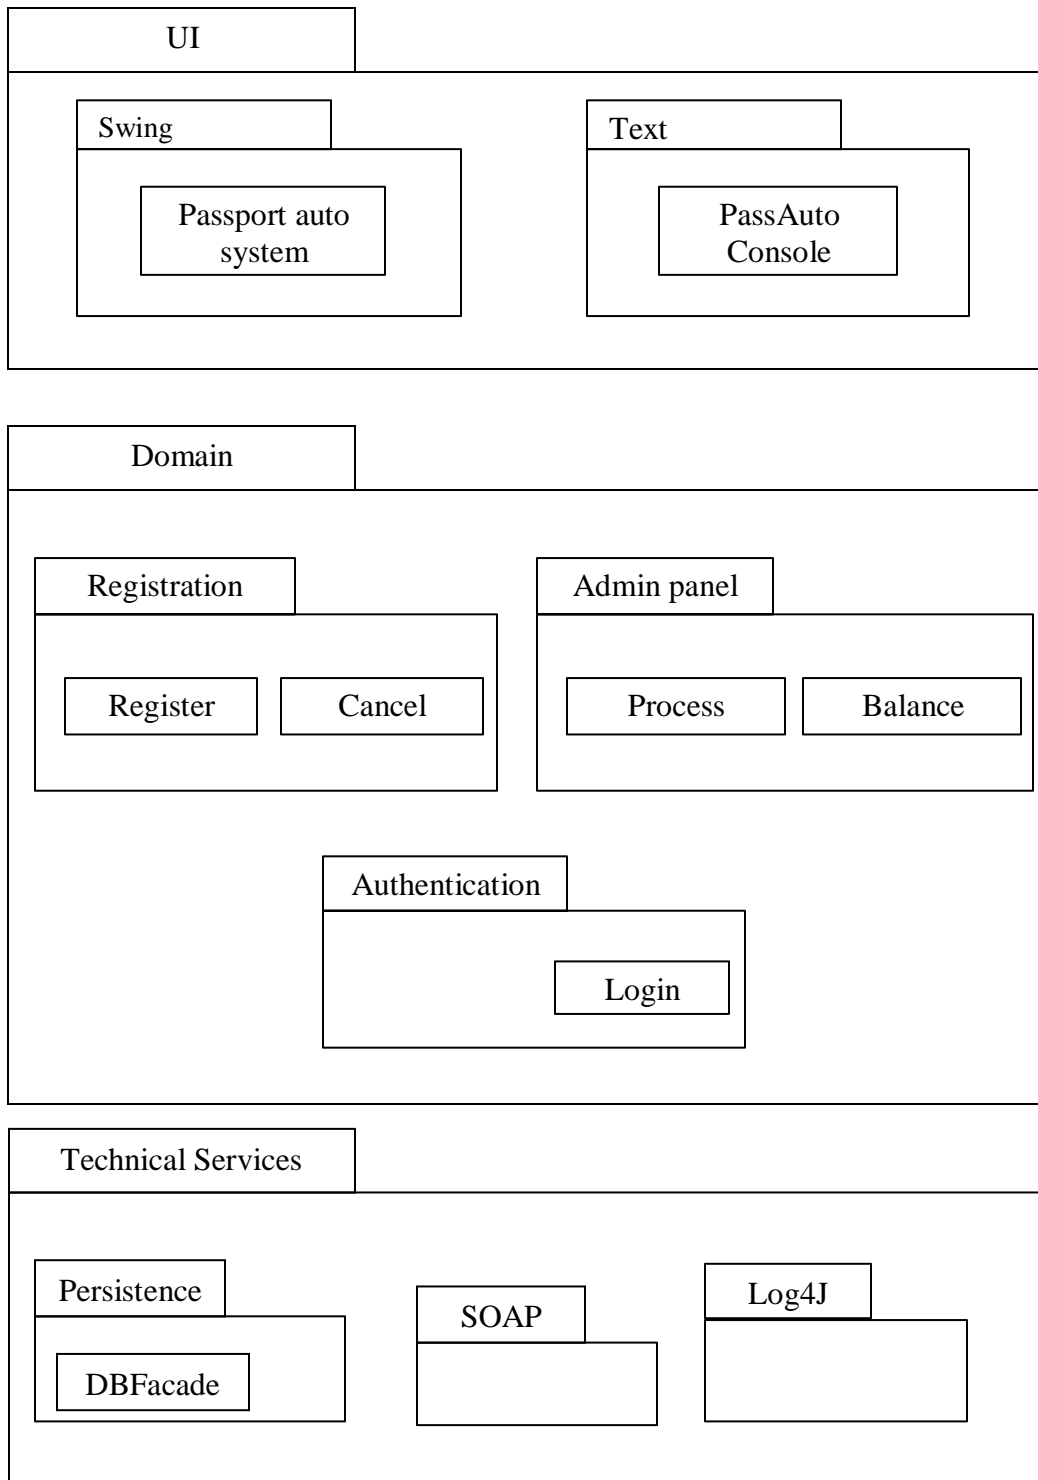 UI
Swing
Text
Passport auto
system
PassAuto
Console
Domain
Registration
Admin panel
Register
Cancel
Process
Balance
Authentication
Login
Technical Services
Persistence
SOAP
Log4J
DBFacade